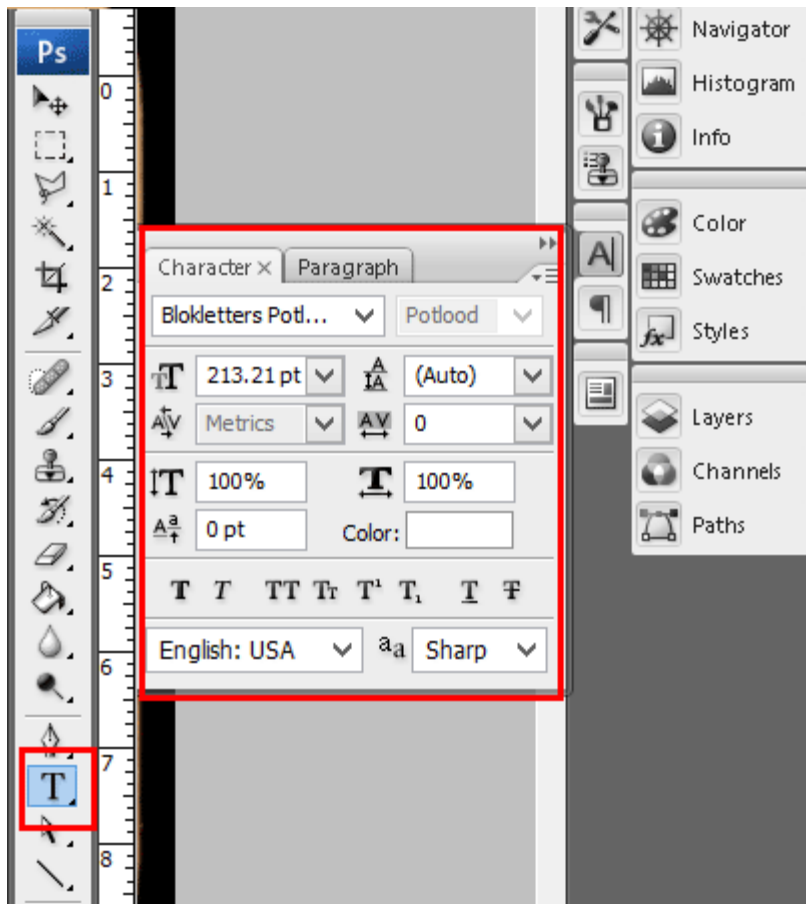 Ps
0
1
2
3
4
5
6
7
8
T
Character × Paragraph
Blokletters Potl... Potlood
213.21 pt (Auto)
Metrics 0
100% 100%
0 pt Color:
T T TT Tr T¹ T₁ T T
English: USA aa Sharp
A
Navigator
Histogram
Info
Color
Swatches
fx Styles
Layers
Channels
Paths